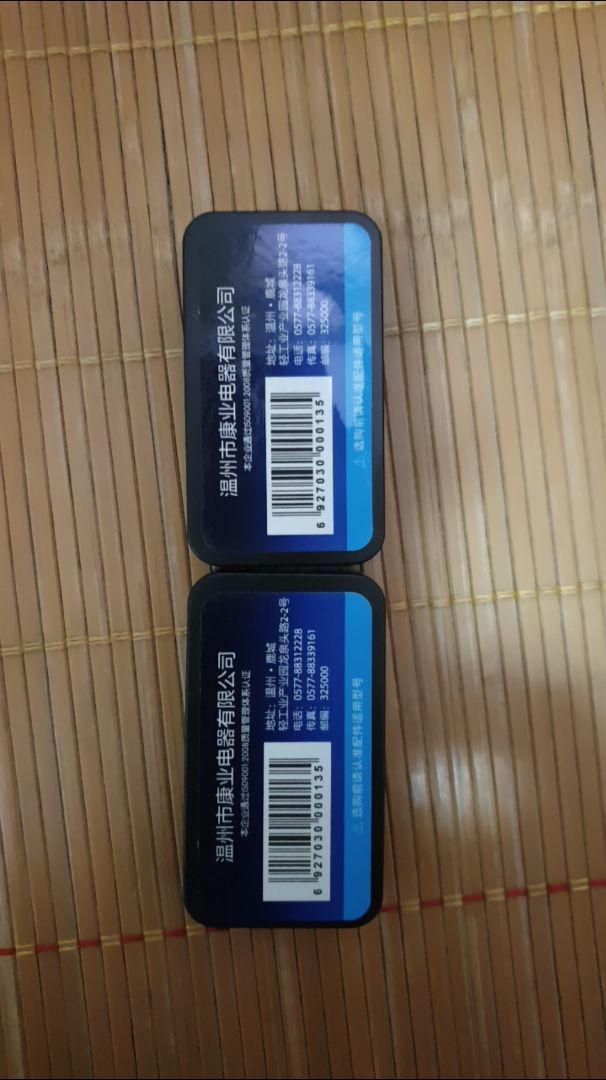 温州市康业电器有限公司
本企业通过ISO9001:2008质量管理体系认证
地址：温州·鹿城
轻工业产业园龙泉头路2-2号
电话：0577-88312228
传真：0577-88339161
邮编：325000
6 927030 000135
选购前请认准配件适用型号
温州市康业电器有限公司
本企业通过ISO9001:2008质量管理体系认证
地址：温州·鹿城
轻工业产业园龙泉头路2-2号
电话：0577-88312228
传真：0577-88339161
邮编：325000
6 927030 000135
选购前请认准配件适用型号